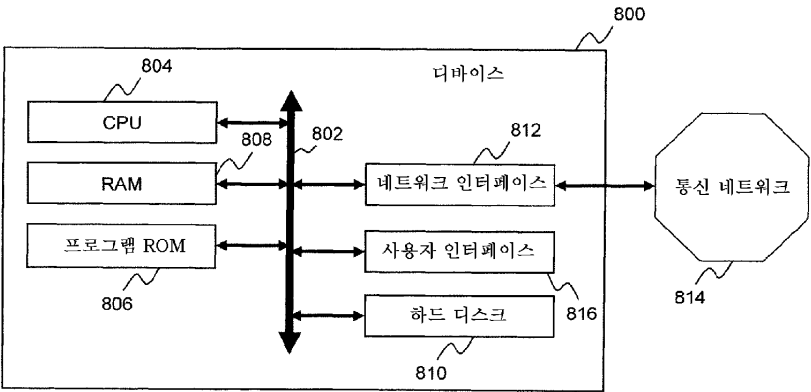 800
디바이스
804
CPU
808
802
812
RAM
네트워크 인터페이스
통신 네트워크
프로그램 ROM
사용자 인터페이스
806
816
814
하드 디스크
810